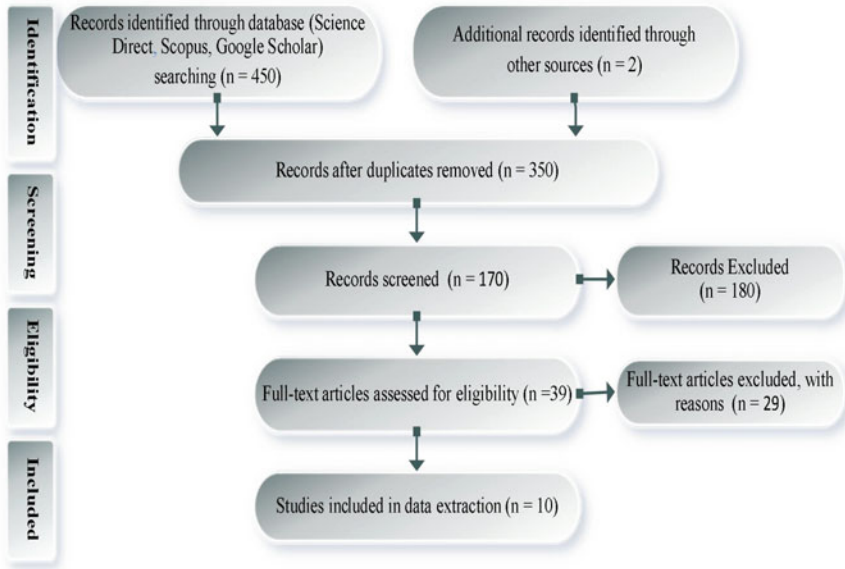 Identification
Records identified through database (Science
Direct, Scopus, Google Scholar)
searching (n = 450)
Additional records identified through
other sources (n = 2)
Records after duplicates removed (n = 350)
Screening
Records screened (n = 170)
Records Excluded
(n = 180)
Eligibility
Full-text articles assessed for eligibility (n =39)
Full-text articles excluded, with
reasons (n = 29)
Included
Studies included in data extraction (n = 10)